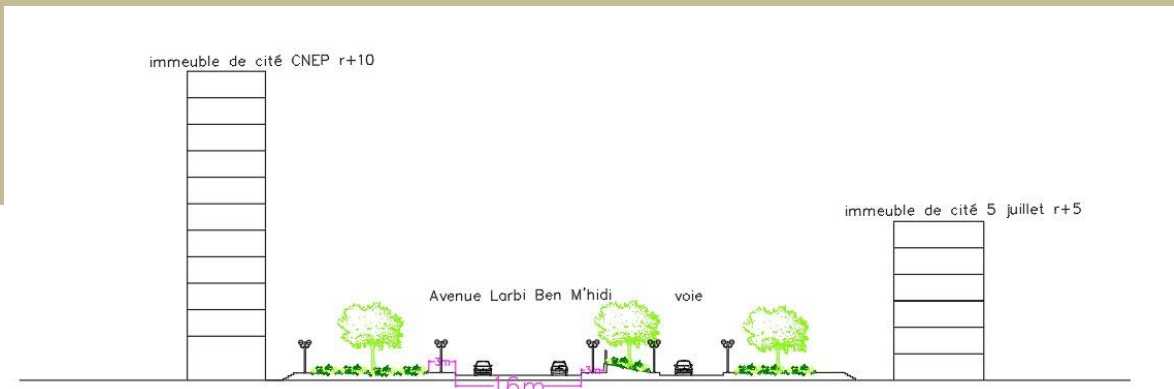 immeuble de cité CNEP r+10
immeuble de cité 5 juillet r+5
Avenue Larbi Ben M'hidi
voie
3m
3m
16m